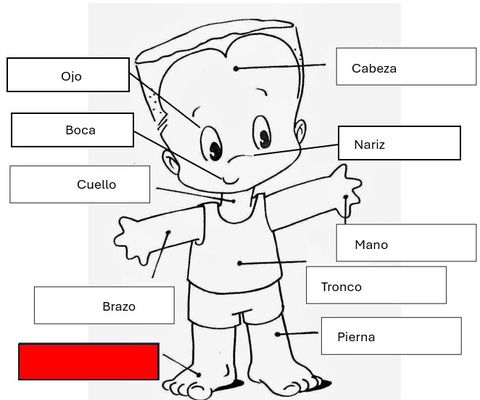 Ojo
Cabeza
Boca
Nariz
Cuello
Mano
Tronco
Brazo
Pierna